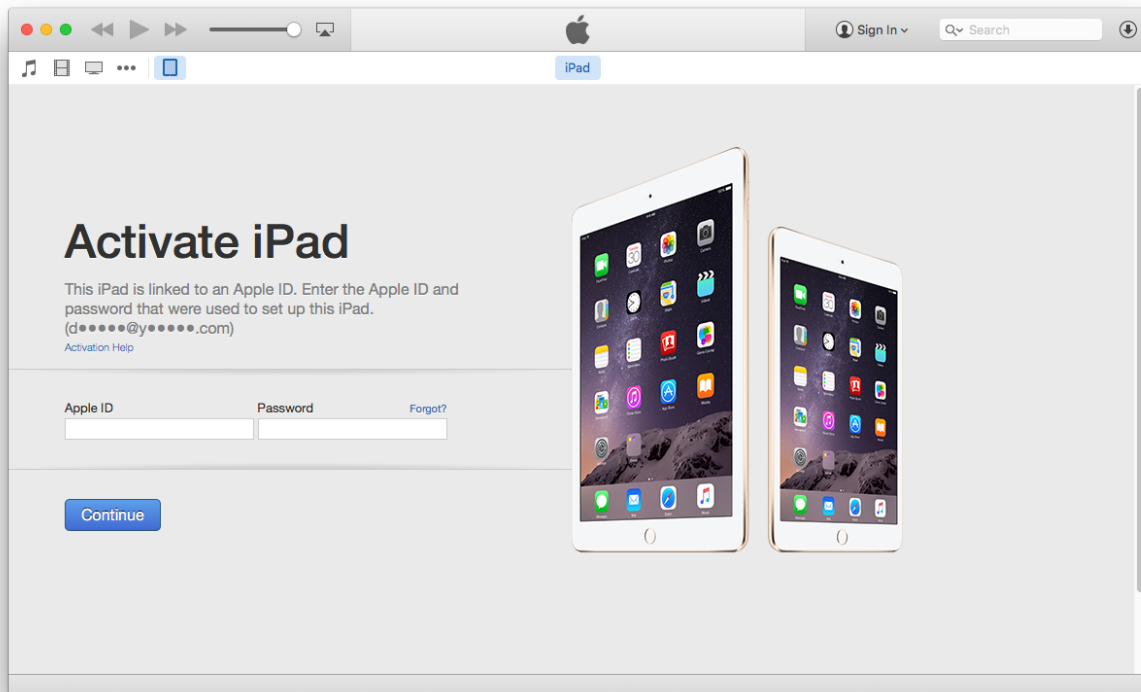 Sign In
Search
iPad
Activate iPad
This iPad is linked to an Apple ID. Enter the Apple ID and
password that were used to set up this iPad.
(d●●●●●@y●●●●●.com)
Activation Help
Apple ID
Password
Forgot?
Continue